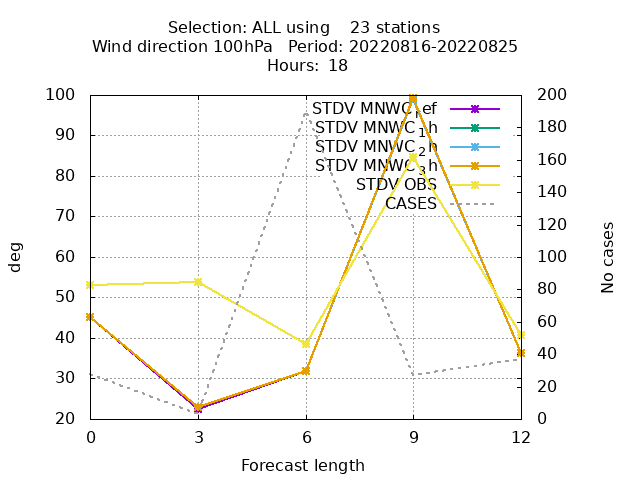 Selection: ALL using 23 stations
Wind direction 100hPa Period: 20220816-20220825
Hours: 18
STDV MNWC_ref
STDV MNWC_1h
STDV MNWC_2h
STDV MNWC_3h
STDV OBS
CASES
100
90
80
70
60
50
40
30
20
deg
200
180
160
140
120
100
80
60
40
20
0
No cases
0 3 6 9 12
Forecast length